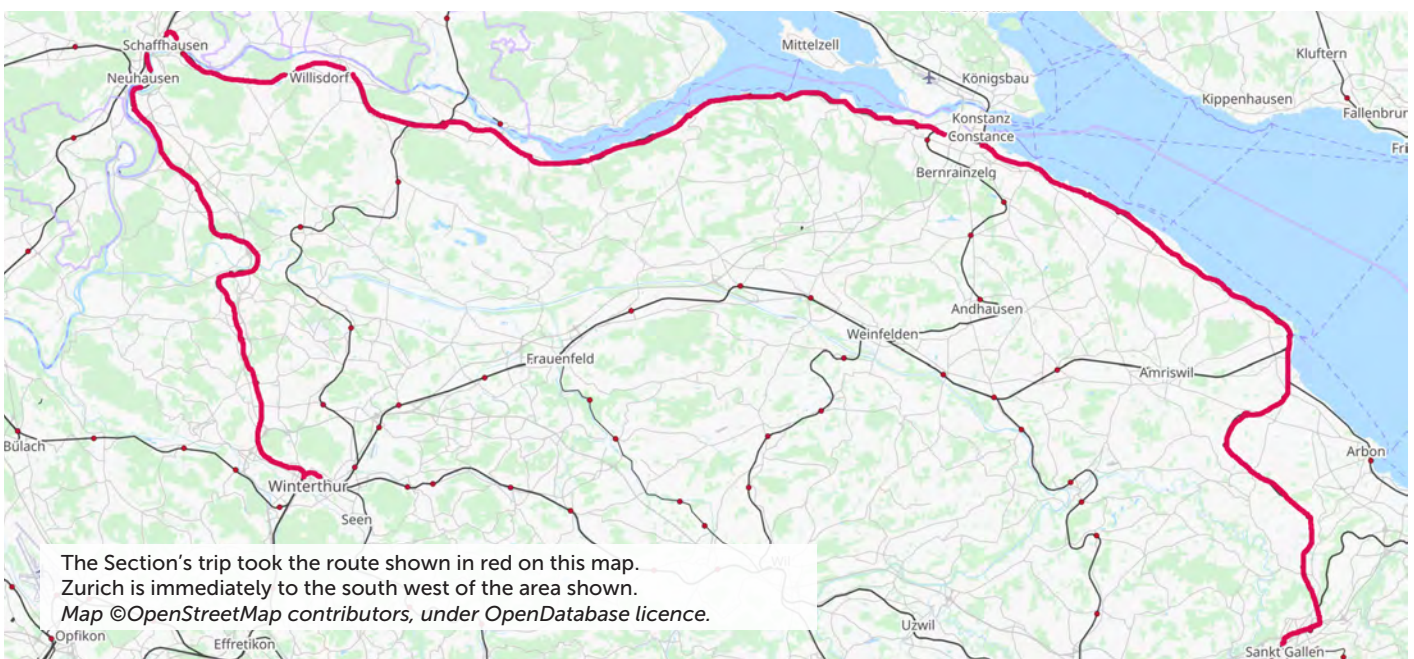 Schaffhausen
Neuhausen
Willisdorf
Mittelzell
Königsbau
Kluftern
Kippenhausen
Fallenbrun
Fri
Konstanz
Constance
Bernrainzelg
Andhausen
Weinfelden
Frauenfeld
Amriswil
Arbon
Bülach
Winterthur
Seen
Wil
The Section's trip took the route shown in red on this map.
Zurich is immediately to the south west of the area shown.
Map ©OpenStreetMap contributors, under OpenDatabase licence.
Opfikon
Effretikon
Uzwil
Sankt Gallen